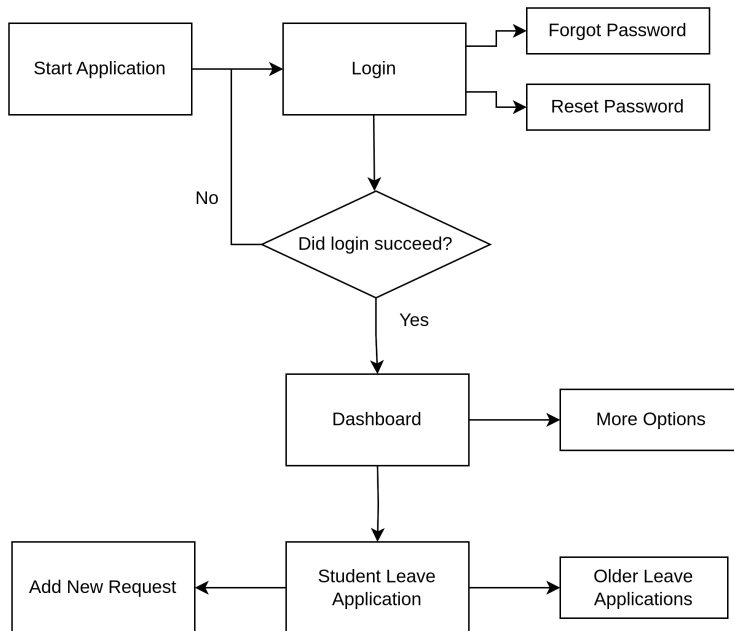 Start Application
Login
Forgot Password
Reset Password
No
Did login succeed?
Yes
Dashboard
More Options
Add New Request
Student Leave
Application
Older Leave
Applications